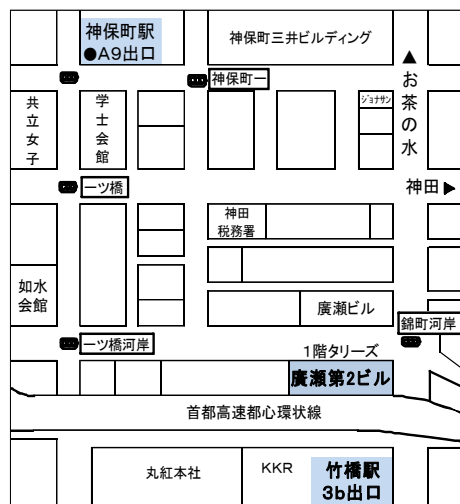 神保町駅
●A9出口
神保町三井ビルディング
神保町一
▲お茶の水
共立女子
学士会館
ジョナサン
一ツ橋
神田▶
神田
税務署
如水
会館
廣瀬ビル
錦町河岸
一ツ橋河岸
1階タリーズ
廣瀬第2ビル
首都高速都心環状線
丸紅本社
KKR
竹橋駅
3b出口